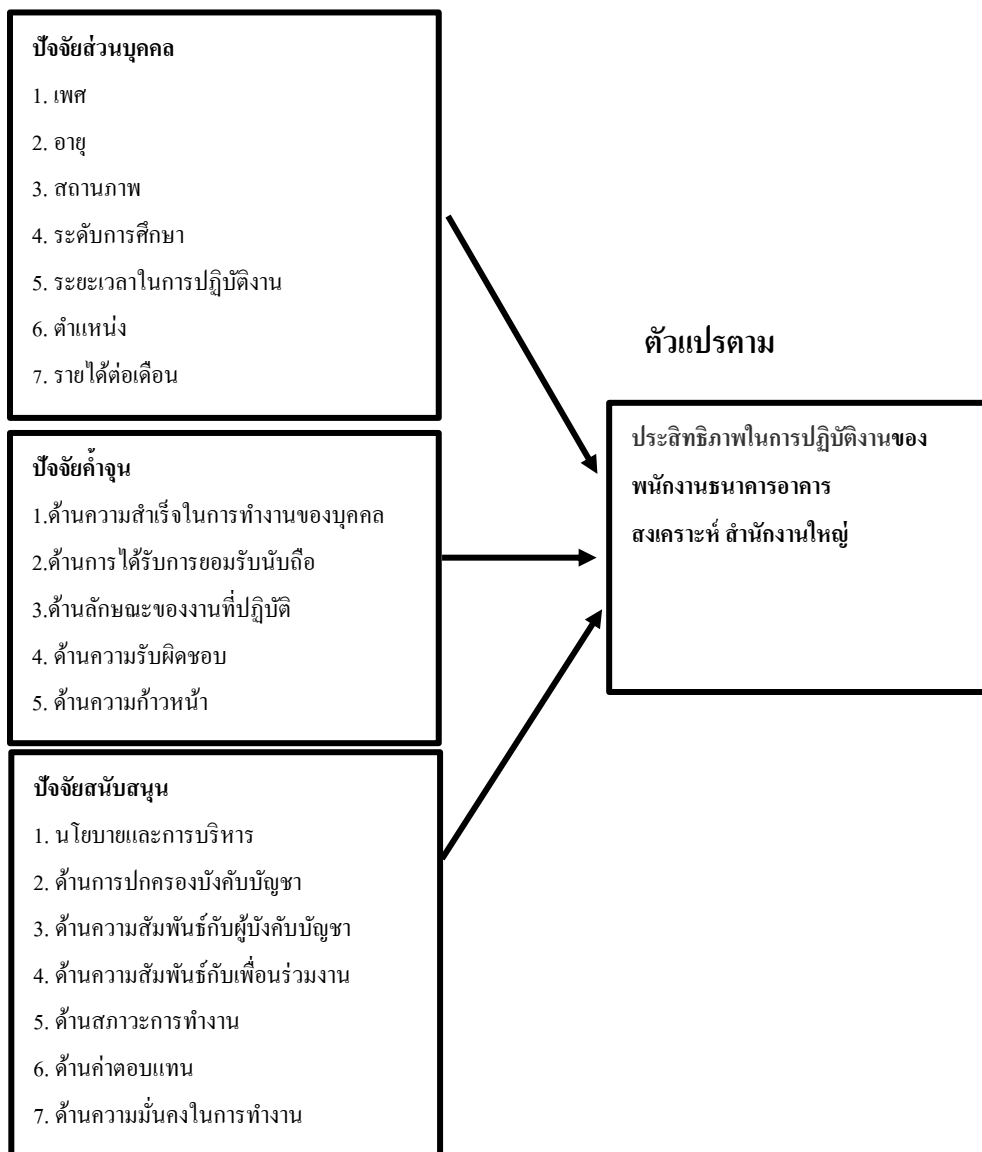 ปัจจัยส่วนบุคคล
1. เพศ
2. อายุ
3. สถานภาพ
4. ระดับการศึกษา
5. ระยะเวลาในการปฏิบัติงาน
6. ตำแหน่ง
7. รายได้ต่อเดือน
ปัจจัยค้ำจุน
1.ด้านความสำเร็จในการทำงานของบุคคล
2.ด้านการได้รับการยอมรับนับถือ
3.ด้านลักษณะของงานที่ปฏิบัติ
4. ด้านความรับผิดชอบ
5. ด้านความก้าวหน้า
ปัจจัยสนับสนุน
1. นโยบายและการบริหาร
2. ด้านการปกครองบังคับบัญชา
3. ด้านความสัมพันธ์กับผู้บังคับบัญชา
4. ด้านความสัมพันธ์กับเพื่อนร่วมงาน
5. ด้านสภาวะการทำงาน
6. ด้านค่าตอบแทน
7. ด้านความมั่นคงในการทำงาน
ตัวแปรตาม
ประสิทธิภาพในการปฏิบัติงานของ
พนักงานธนาคารอาคาร
สงเคราะห์ สำนักงานใหญ่